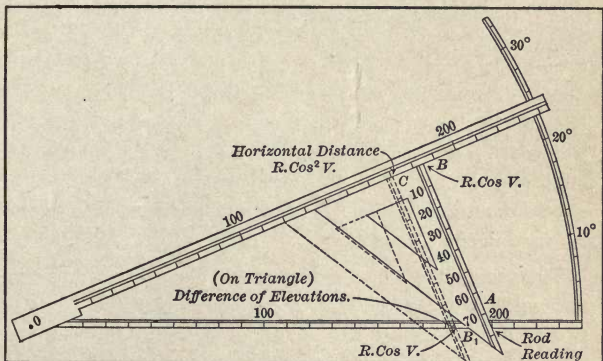 30°
200
20°
Horizontal Distance
R.Cos² V.
C
B
R.Cos V.
10
20
30
40
50
60
70
100
10°
(On Triangle)
Difference of Elevations.
A
.0
100
B₁
200
R.Cos V.
Rod
Reading